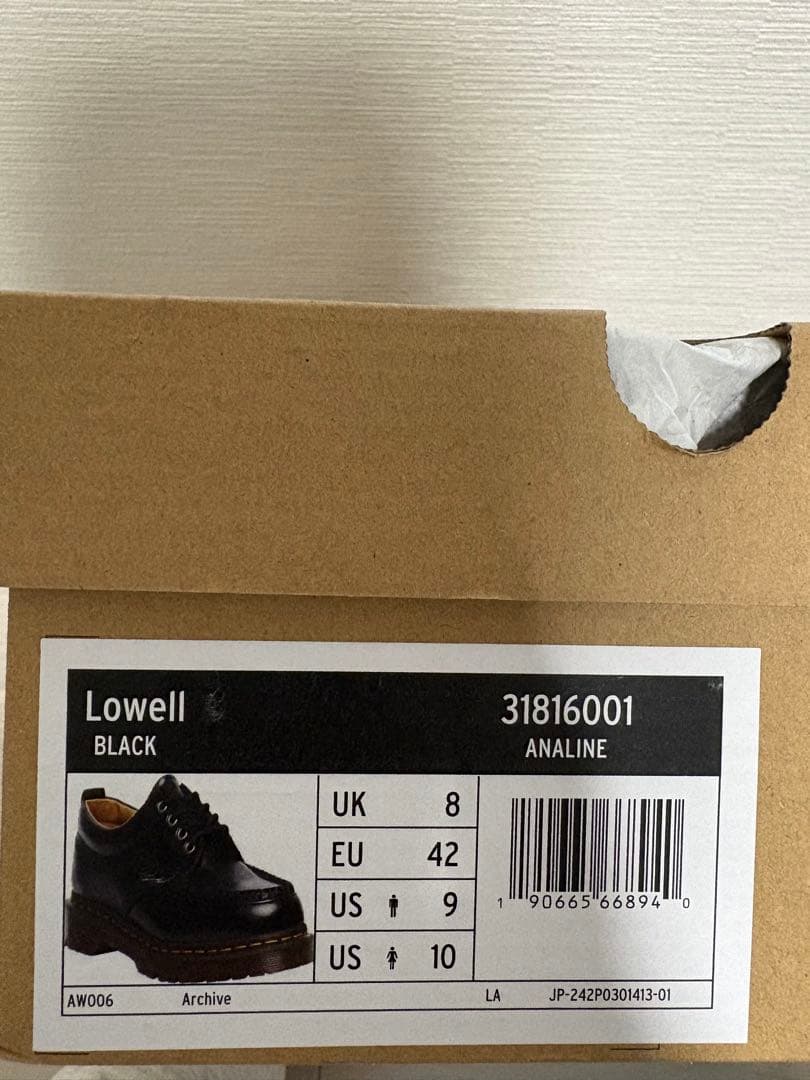 Lowell 31816001
BLACK ANALINE
UK 8
EU 42
US 9
US 10
1 90665 66894 0
AW006 Archive LA JP-242P0301413-01